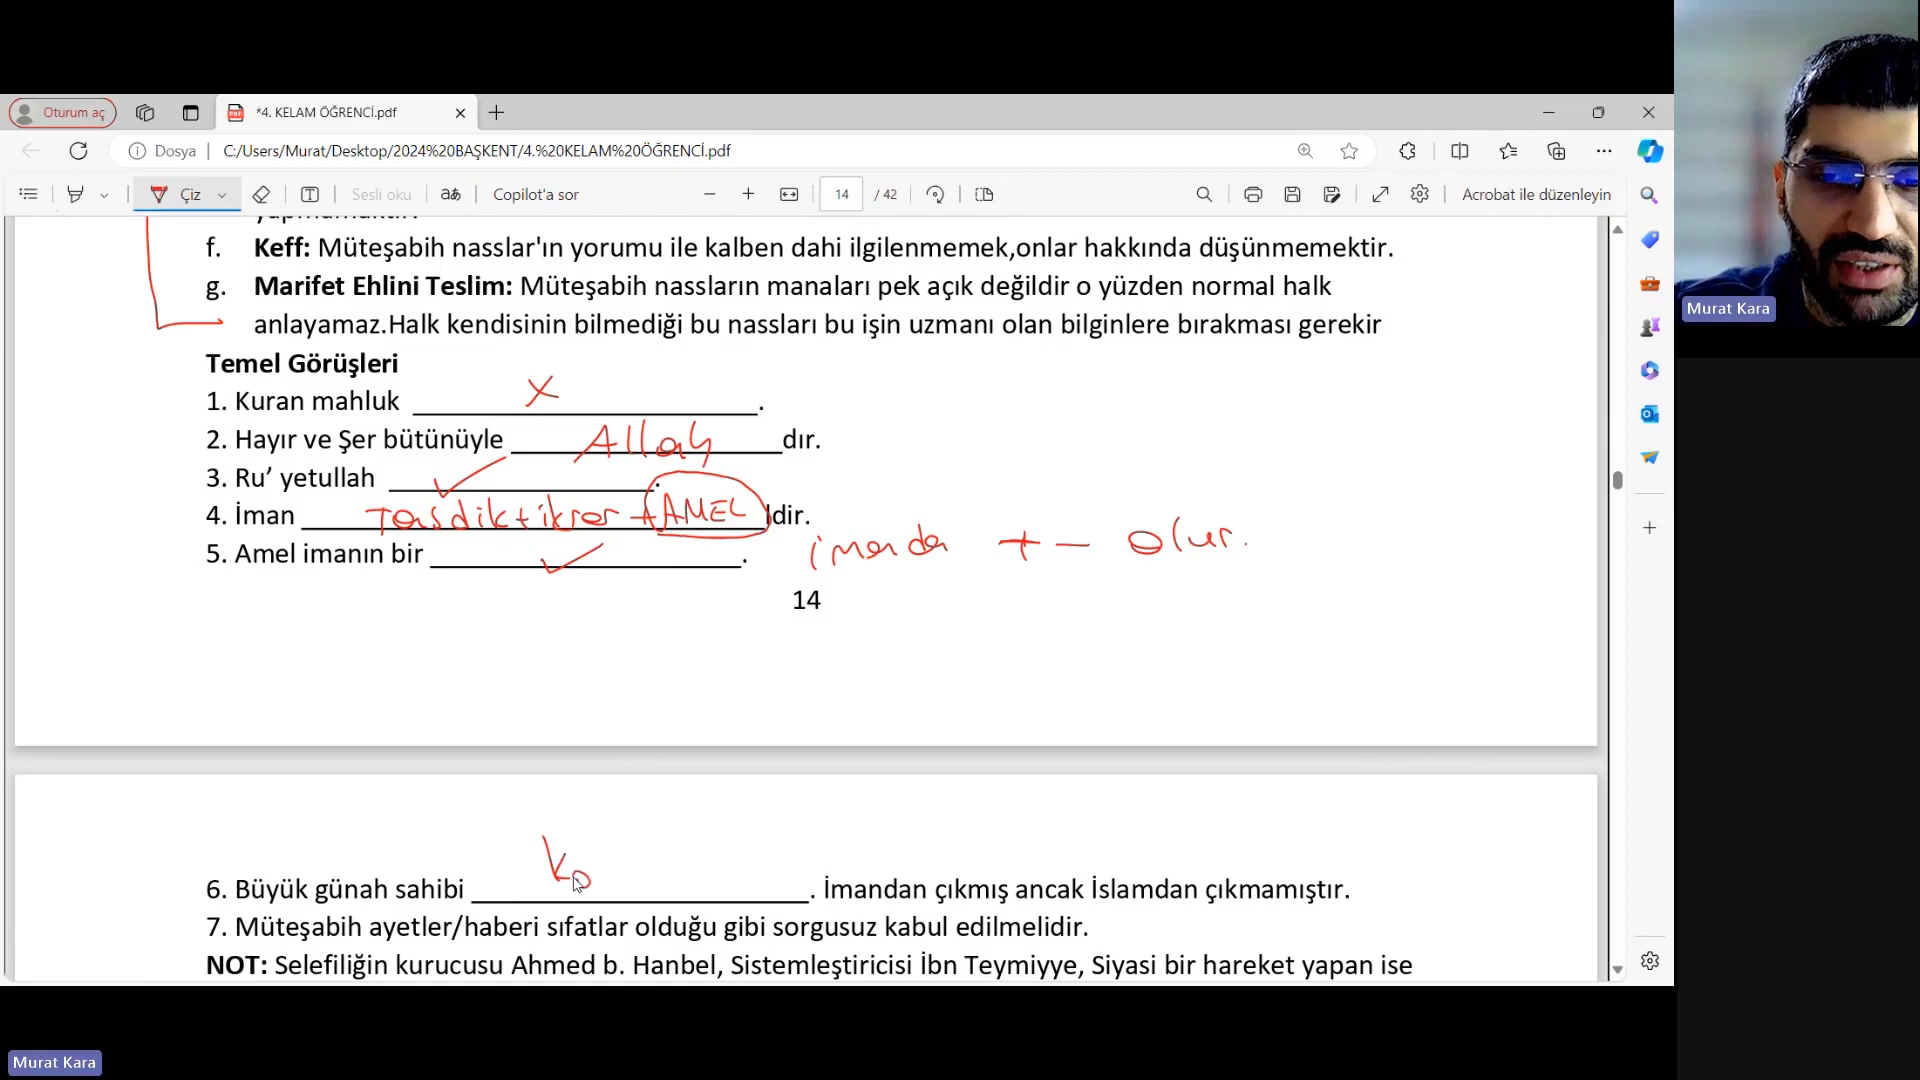 Oturum aç
*4. KELAM ÖĞRENCİ.pdf
Dosya | C:/Users/Murat/Desktop/2024%20BAŞKENT/4.%20KELAM%20ÖĞRENCİ.pdf
Çiz Sesli oku aあ Copilot'a sor 14 / 42 Acrobat ile düzenleyin
f. Keff: Müteşabih nasslar'ın yorumu ile kalben dahi ilgilenmemek,onlar hakkında düşünmemektir.
g. Marifet Ehlini Teslim: Müteşabih nassların manaları pek açık değildir o yüzden normal halk
anlayamaz.Halk kendisinin bilmediği bu nassları bu işin uzmanı olan bilginlere bırakması gerekir
Temel Görüşleri
1. Kuran mahluk X .
2. Hayır ve Şer bütünüyle Allah dır.
3. Ru' yetullah .
4. İman Tasdik+ikrar+AMEL dir.
5. Amel imanın bir . imanda + - olur.
14
6. Büyük günah sahibi . İmandan çıkmış ancak İslamdan çıkmamıştır.
7. Müteşabih ayetler/haberi sıfatlar olduğu gibi sorgusuz kabul edilmelidir.
NOT: Selefiliğin kurucusu Ahmed b. Hanbel, Sistemleştiricisi İbn Teymiyye, Siyasi bir hareket yapan ise
Murat Kara
Murat Kara